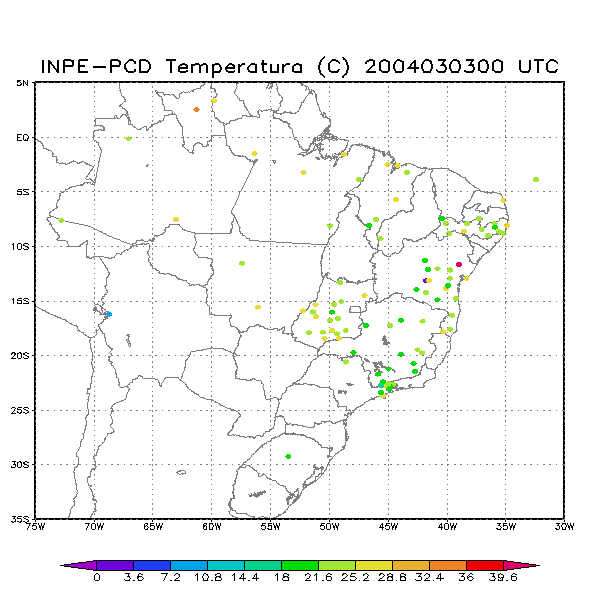 INPE-PCD Temperatura (C) 2004030300 UTC
5N
EQ
5S
10S
15S
20S
25S
30S
35S
75W 70W 65W 60W 55W 50W 45W 40W 35W 30W
0 3.6 7.2 10.8 14.4 18 21.6 25.2 28.8 32.4 36 39.6